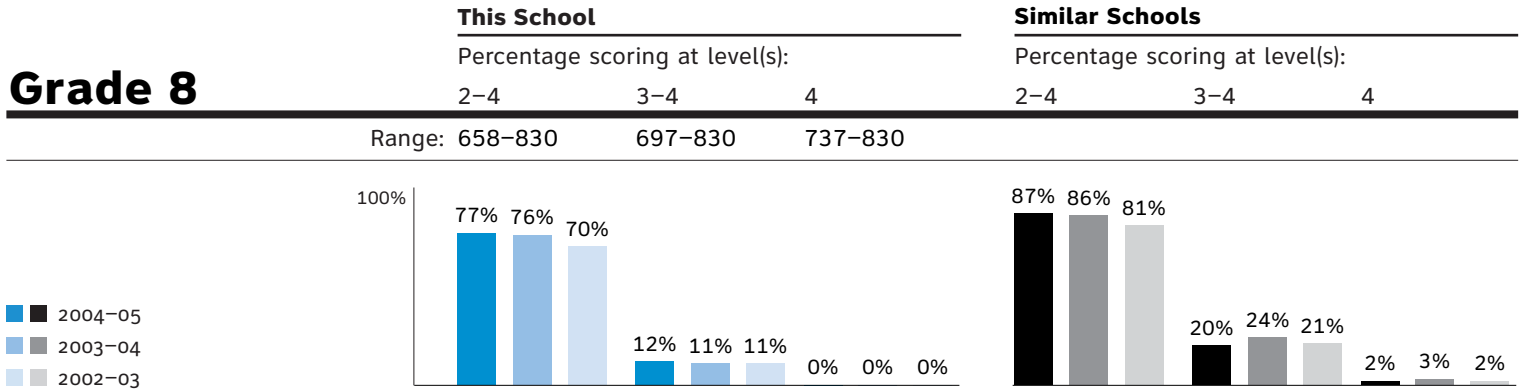 This School Similar Schools
Percentage scoring at level(s): Percentage scoring at level(s):
Grade 8 2–4 3–4 4 2–4 3–4 4
Range: 658–830 697–830 737–830
100%
77% 76% 70% 87% 86% 81%
12% 11% 11% 0% 0% 0% 20% 24% 21% 2% 3% 2%
2004–05
2003–04
2002–03